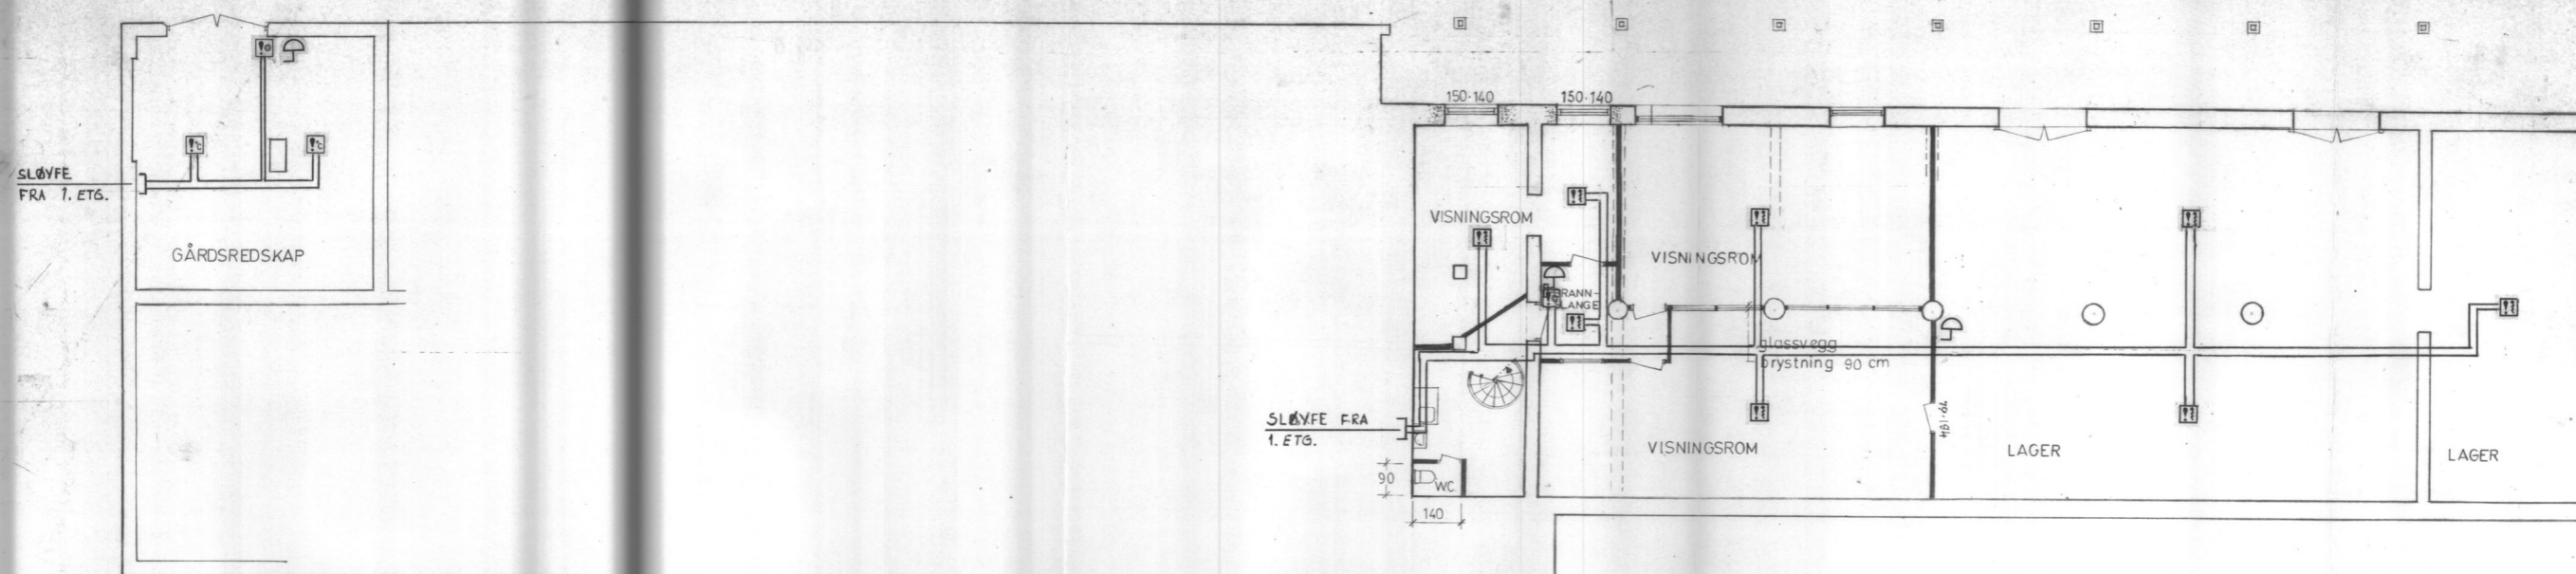 SLØYFE
FRA 1. ETG.
GÅRDSREDSKAP
150·140
150·140
VISNINGSROM
VISNINGSROM
BRANN-
SLANGE
glassvegg
brystning 90 cm
SLØYFE FRA
1. ETG.
VISNINGSROM
LAGER
LAGER
90
WC.
140